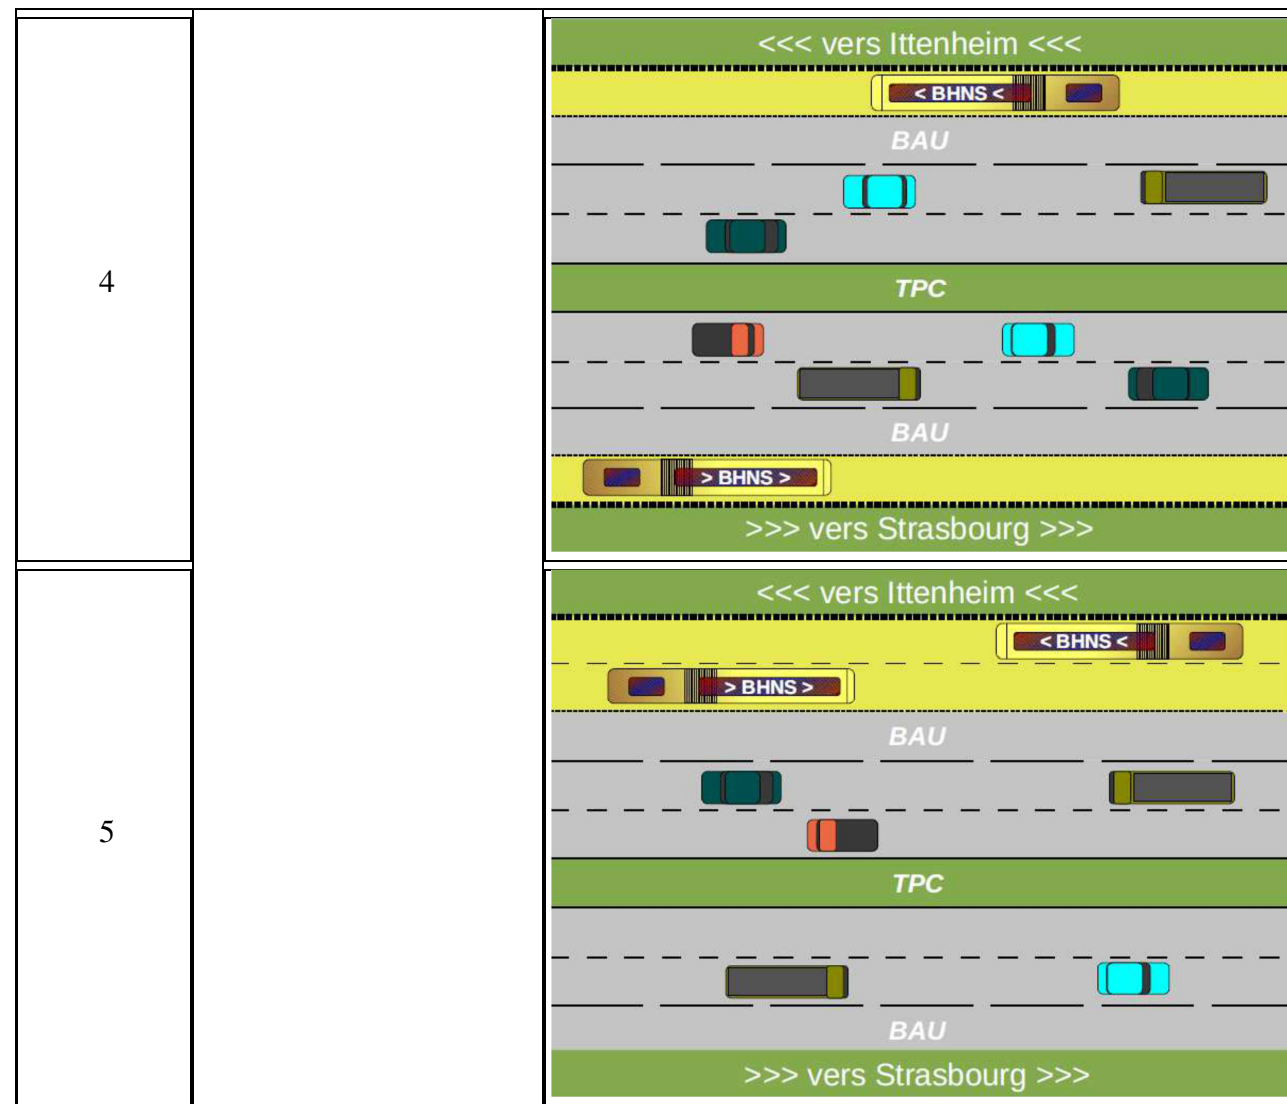 4
<<< vers Ittenheim <<<
< BHNS <
BAU
TPC
BAU
> BHNS >
>>> vers Strasbourg >>>
5
<<< vers Ittenheim <<<
< BHNS <
> BHNS >
BAU
TPC
BAU
>>> vers Strasbourg >>>